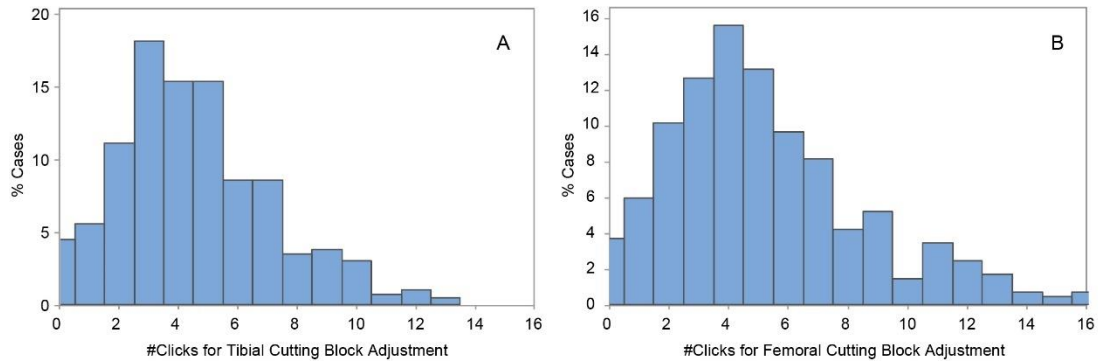 20
15
10
5
0
% Cases
A
0 2 4 6 8 10 12 14 16
#Clicks for Tibial Cutting Block Adjustment
16
14
12
10
8
6
4
2
0
% Cases
B
0 2 4 6 8 10 12 14 16
#Clicks for Femoral Cutting Block Adjustment